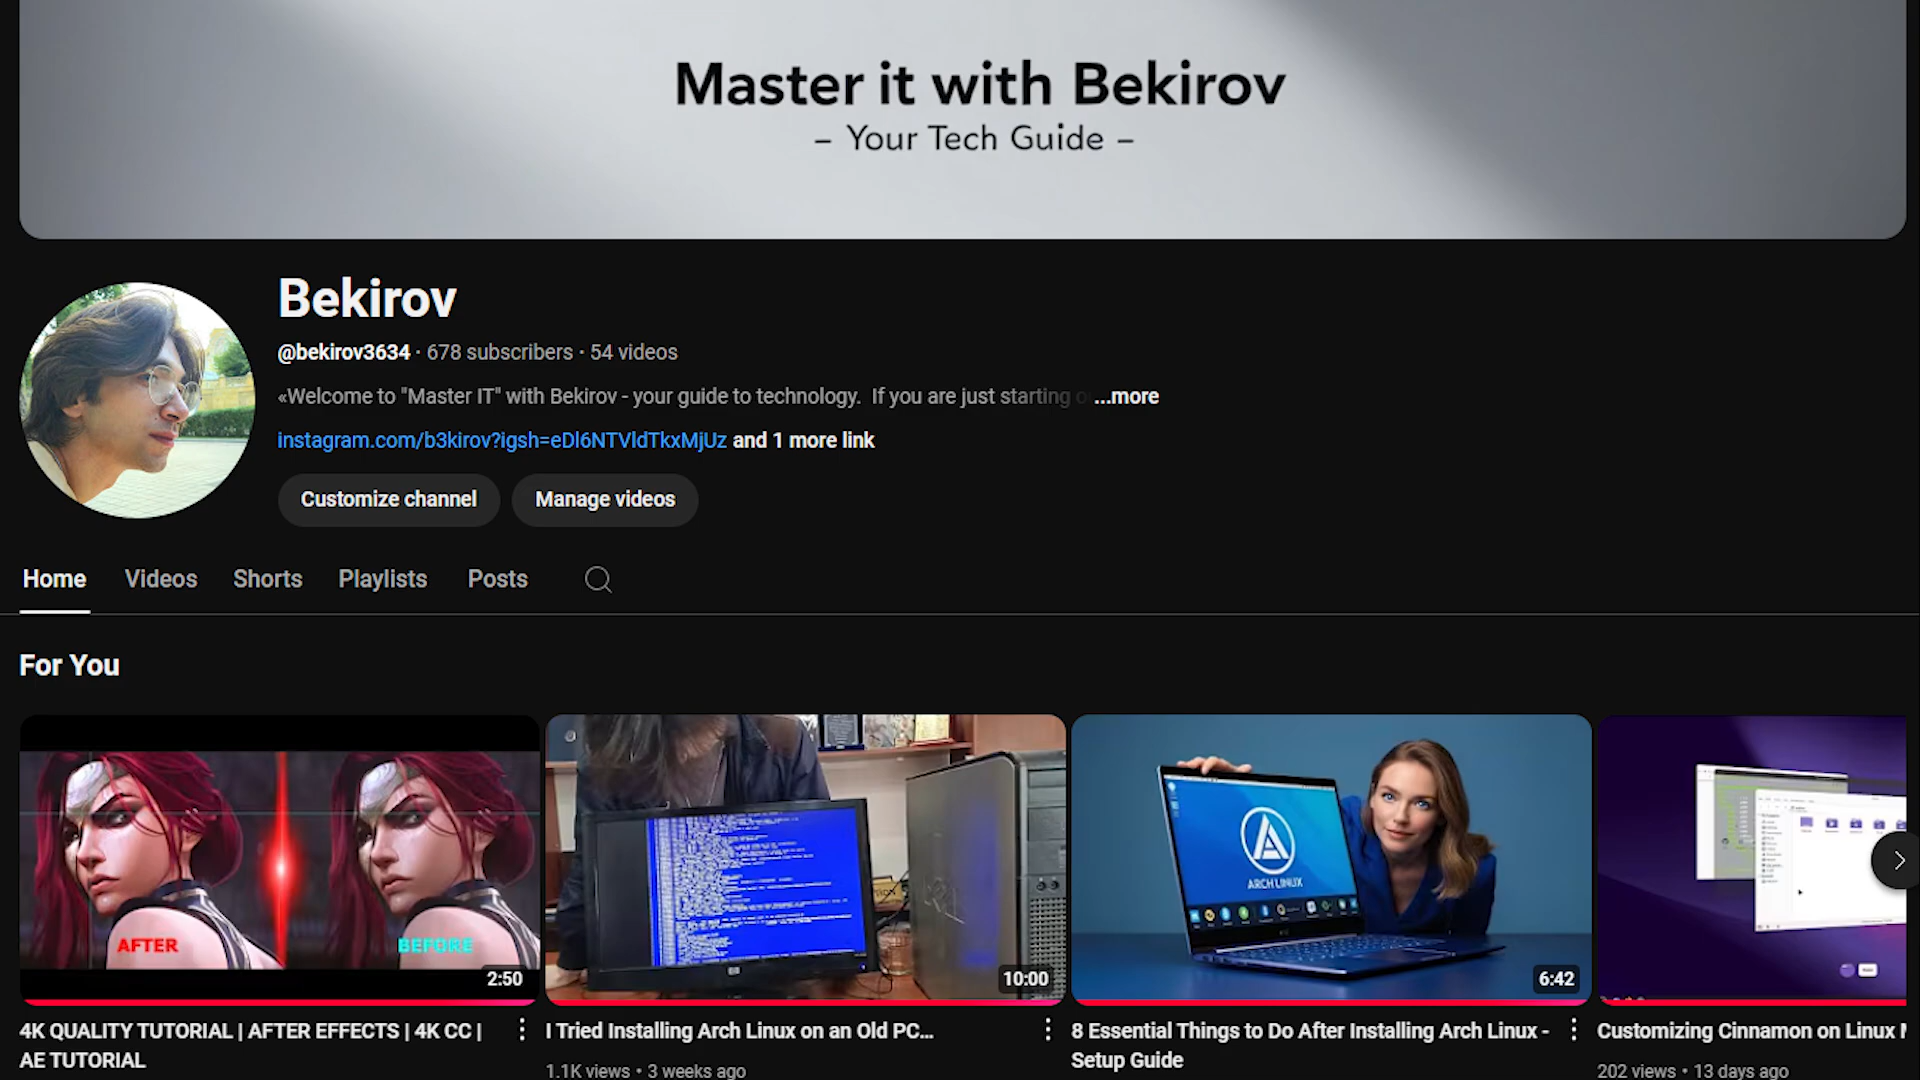 Master it with Bekirov
– Your Tech Guide –
Bekirov
@bekirov3634 · 678 subscribers · 54 videos
«Welcome to "Master IT" with Bekirov - your guide to technology. If you are just starting o ...more
instagram.com/b3kirov?igsh=eDl6NTVldTkxMjUz and 1 more link
Customize channel
Manage videos
Home
Videos
Shorts
Playlists
Posts
For You
AFTER
BEFORE
2:50
10:00
ARCH LINUX
6:42
4K QUALITY TUTORIAL | AFTER EFFECTS | 4K CC |
AE TUTORIAL
I Tried Installing Arch Linux on an Old PC...
1.1K views • 3 weeks ago
8 Essential Things to Do After Installing Arch Linux -
Setup Guide
Customizing Cinnamon on Linux
202 views • 13 days ago